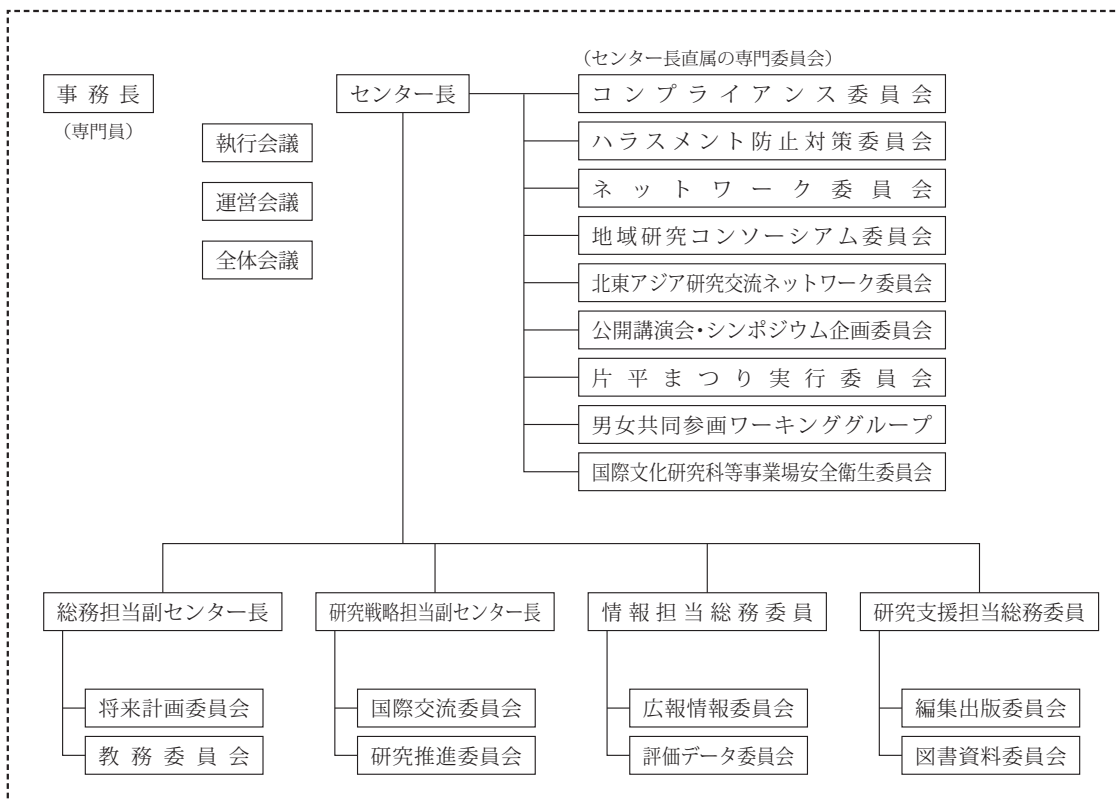 事務長
（専門員）
センター長
執行会議
運営会議
全体会議
（センター長直属の専門委員会）
コンプライアンス委員会
ハラスメント防止対策委員会
ネットワーク委員会
地域研究コンソーシアム委員会
北東アジア研究交流ネットワーク委員会
公開講演会・シンポジウム企画委員会
片平まつり実行委員会
男女共同参画ワーキンググループ
国際文化研究科等事業場安全衛生委員会
総務担当副センター長
将来計画委員会
教務委員会
研究戦略担当副センター長
国際交流委員会
研究推進委員会
情報担当総務委員
広報情報委員会
評価データ委員会
研究支援担当総務委員
編集出版委員会
図書資料委員会